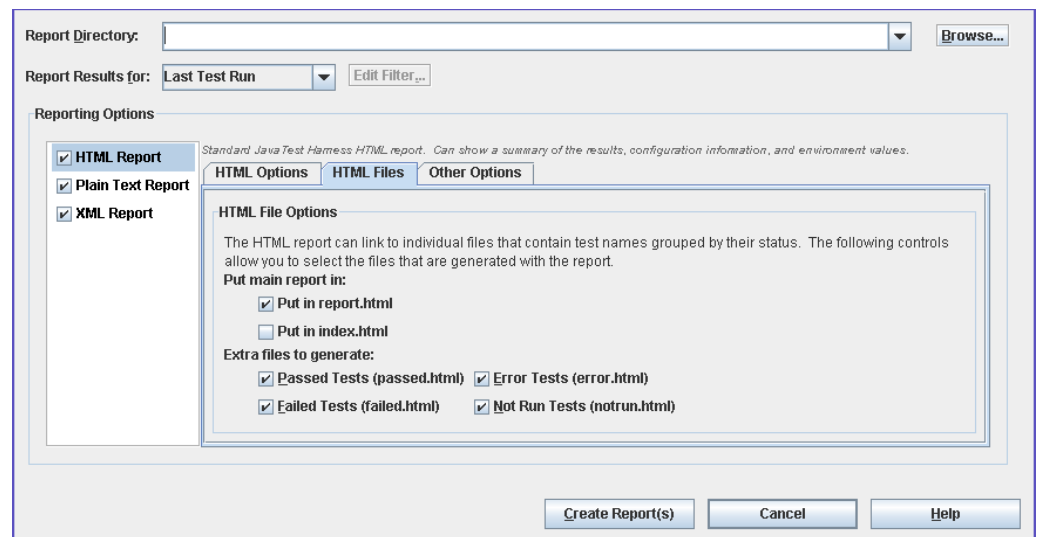 Report Directory:
Browse...
Report Results for: Last Test Run Edit Filter...
Reporting Options
HTML Report
Plain Text Report
XML Report
Standard JavaTest Harness HTML report. Can show a summary of the results, configuration information, and environment values.
HTML Options HTML Files Other Options
HTML File Options
The HTML report can link to individual files that contain test names grouped by their status. The following controls
allow you to select the files that are generated with the report.
Put main report in:
Put in report.html
Put in index.html
Extra files to generate:
Passed Tests (passed.html) Error Tests (error.html)
Failed Tests (failed.html) Not Run Tests (notrun.html)
Create Report(s) Cancel Help